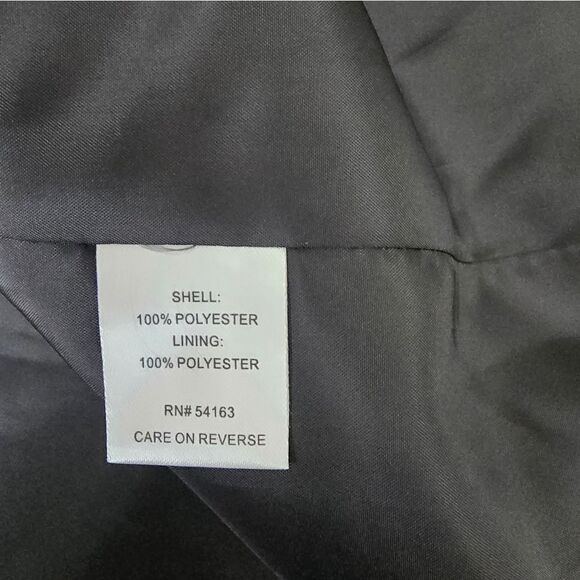 SHELL:
100% POLYESTER
LINING:
100% POLYESTER
RN# 54163
CARE ON REVERSE